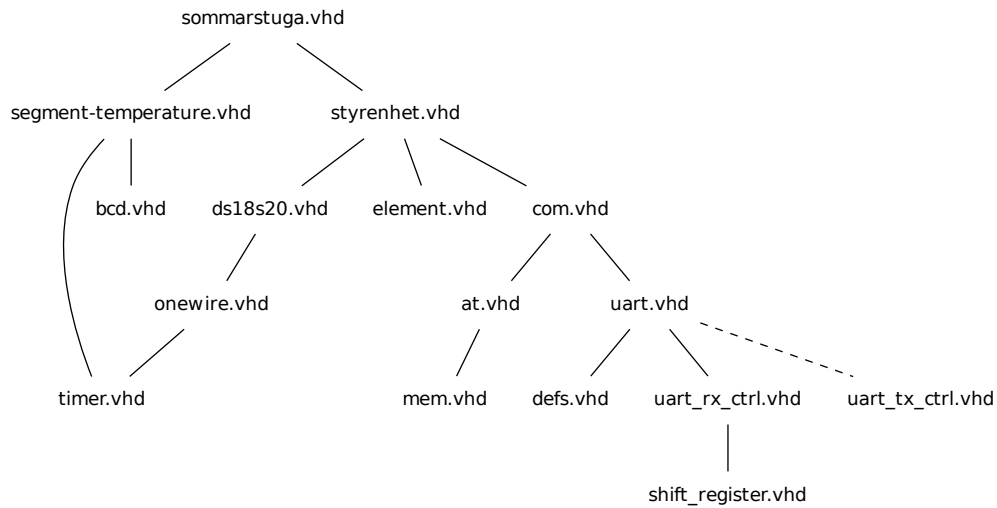 sommarstuga.vhd
segment-temperature.vhd styrenhet.vhd
bcd.vhd ds18s20.vhd element.vhd com.vhd
onewire.vhd at.vhd uart.vhd
timer.vhd mem.vhd defs.vhd uart_rx_ctrl.vhd uart_tx_ctrl.vhd
shift_register.vhd